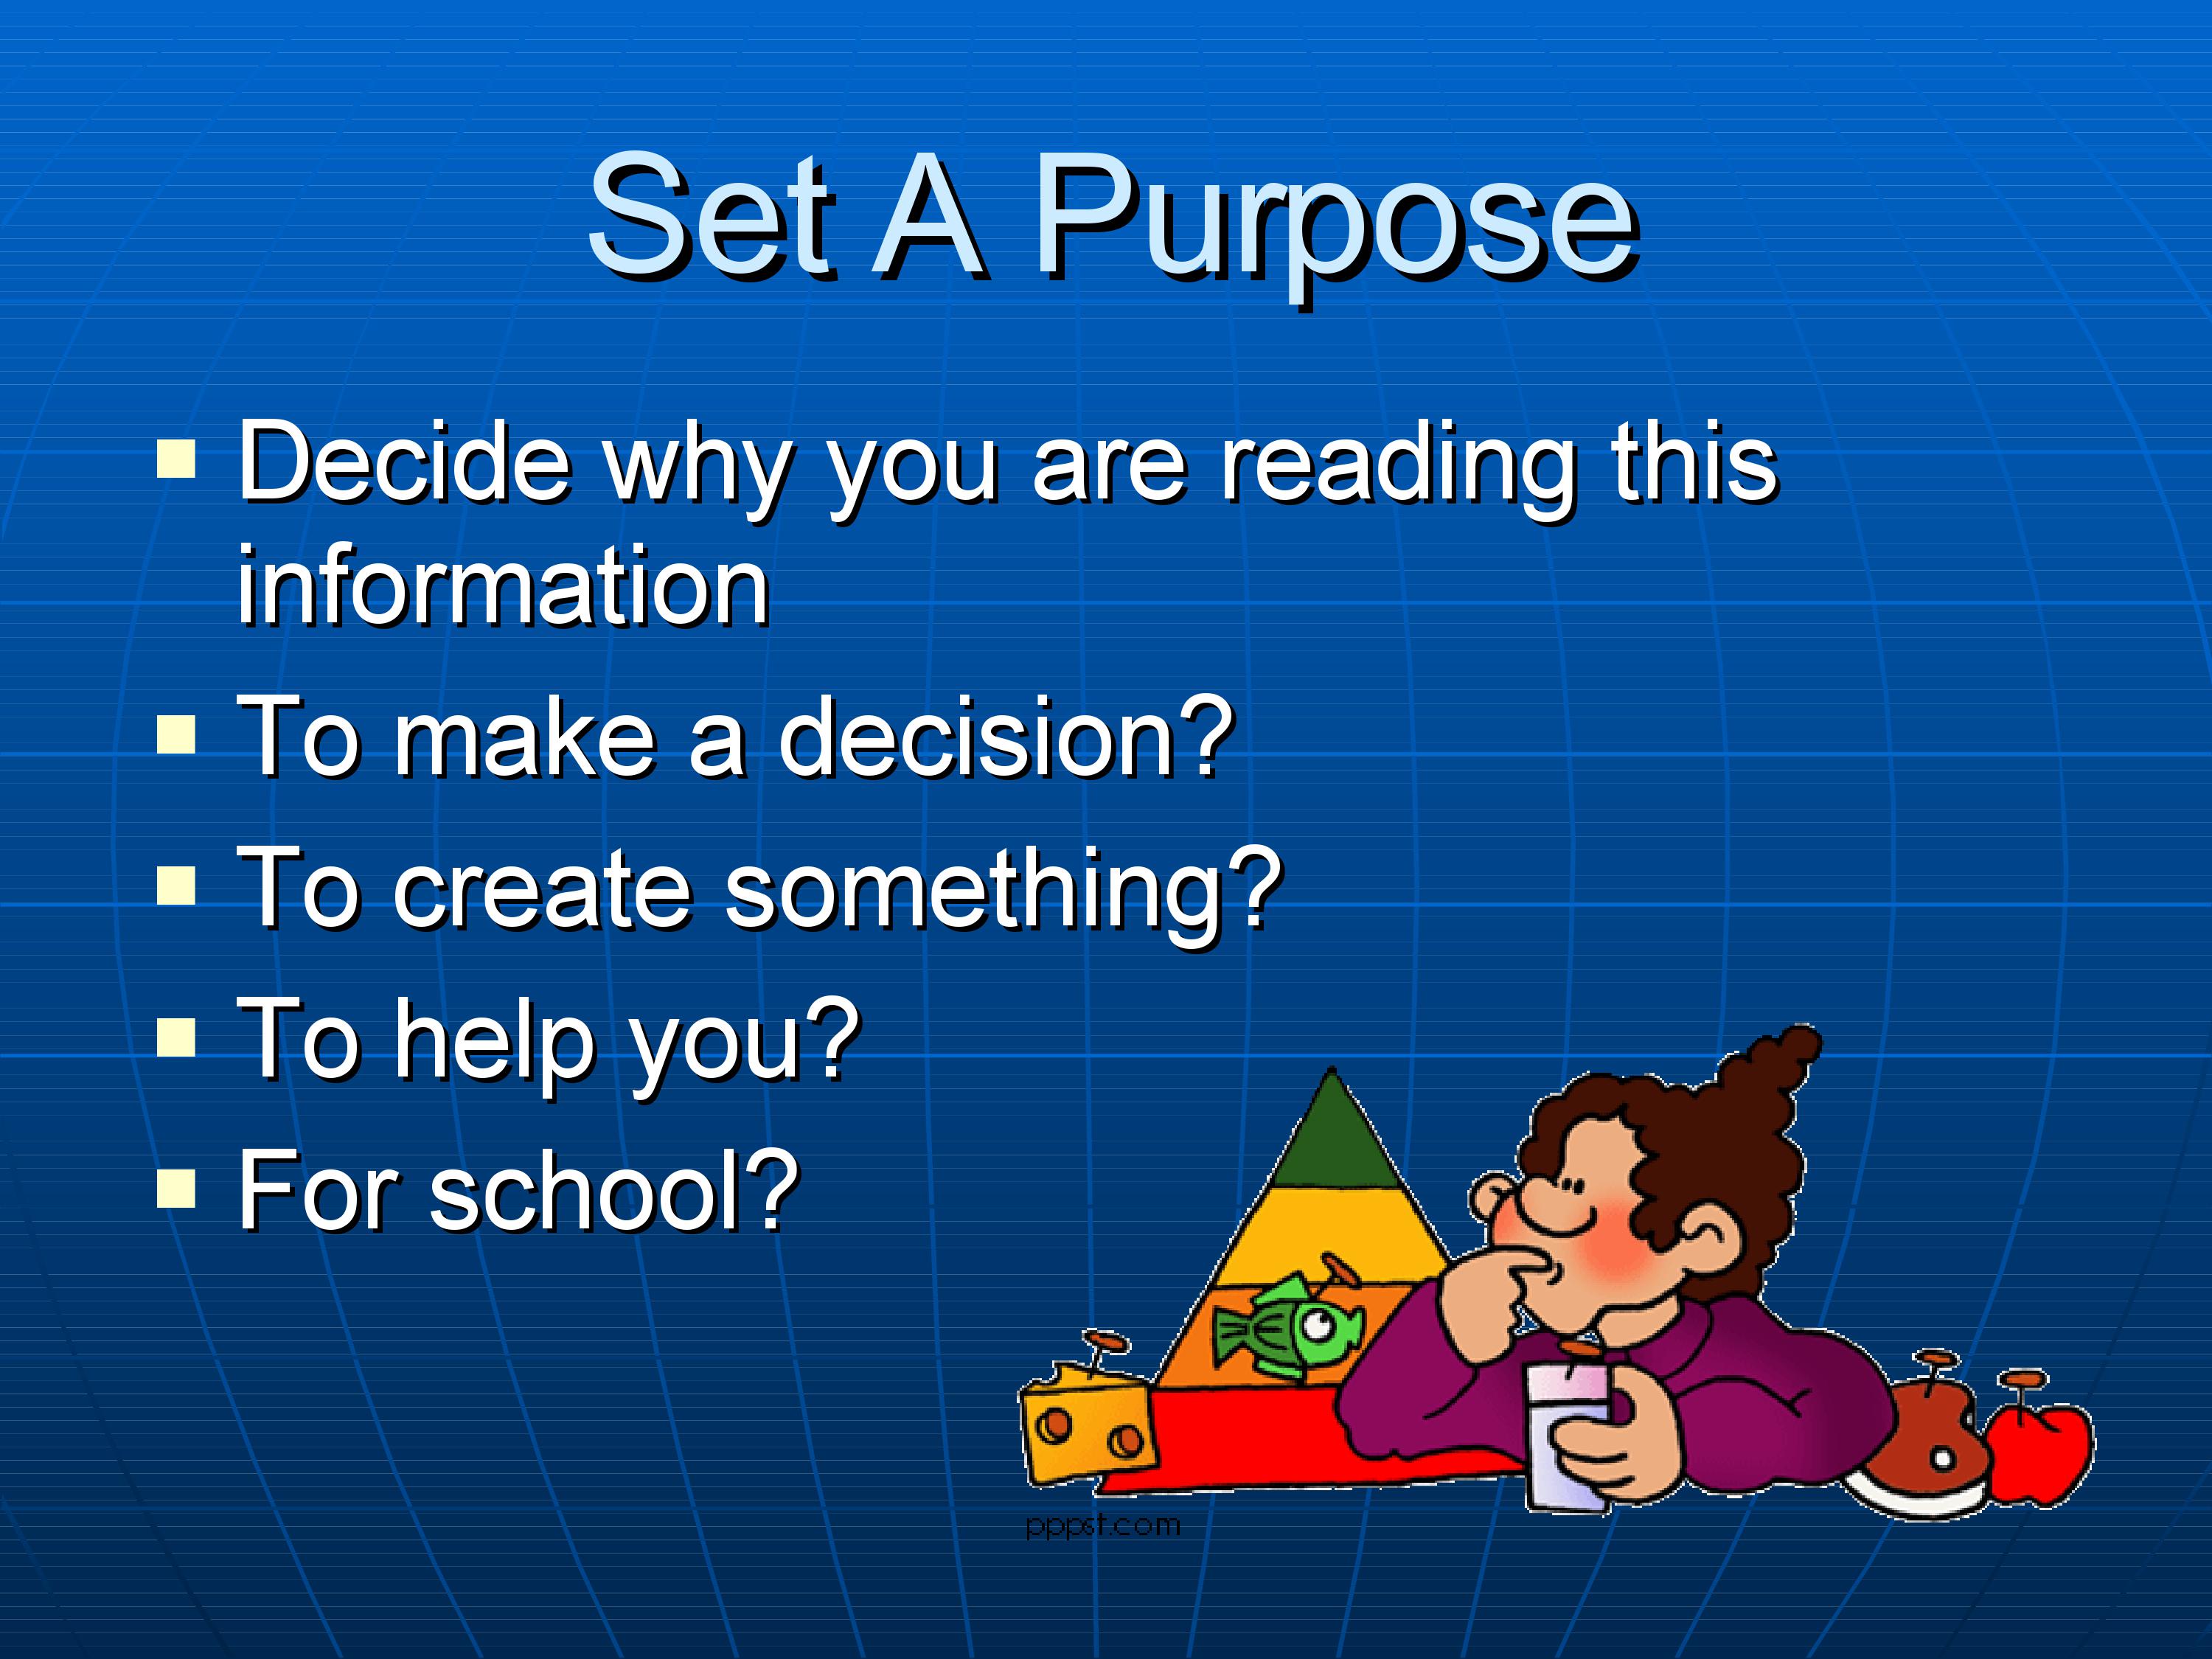 Set A Purpose
Decide why you are reading this
information
To make a decision?
To create something?
To help you?
For school?
pppst.com